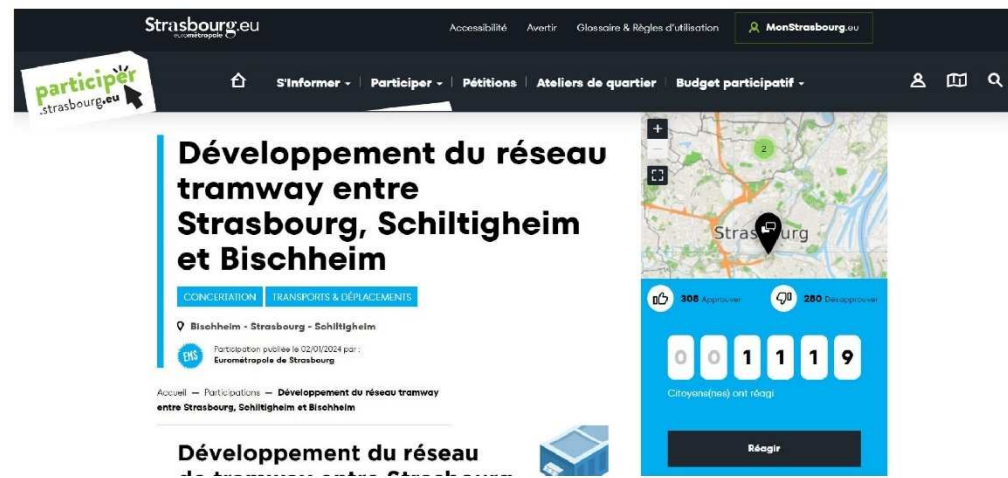 Strasbourg.eu
eurométropole
Accessibilité Avertir Glossaire & Règles d'utilisation MonStrasbourg.eu
participer
.strasbourg.eu
S'Informer Participer Pétitions Ateliers de quartier Budget participatif
Développement du réseau
tramway entre
Strasbourg, Schiltigheim
et Bischheim
CONCERTATION TRANSPORTS & DÉPLACEMENTS
Bischheim - Strasbourg - Schiltigheim
EMS
Participation publiée le 02/01/2024 par :
Eurométropole de Strasbourg
Accueil — Participations — Développement du réseau tramway
entre Strasbourg, Schiltigheim et Bischheim
Développement du réseau
de tramway entre Strasbourg
+
−
2
Strasbourg
308 Approuver 280 Désapprouver
0 0 1 1 1 9
Citoyens(nes) ont réagi
Réagir